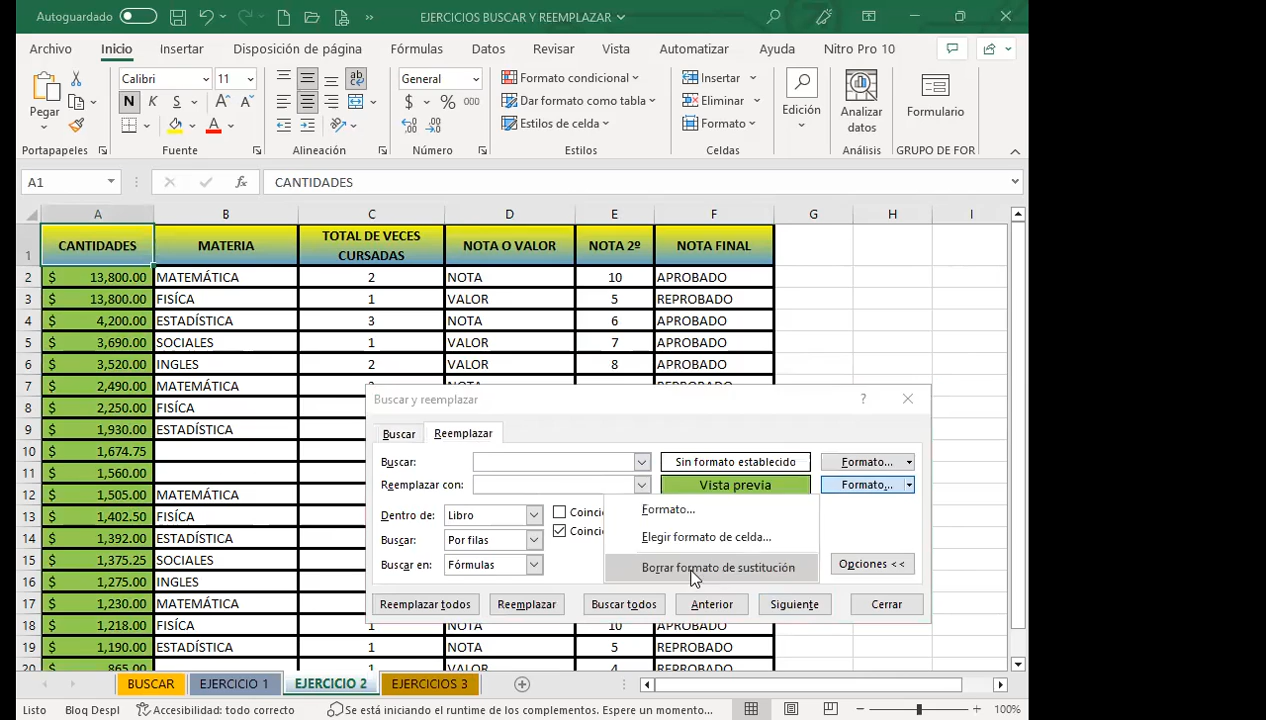 Autoguardado
EJERCICIOS BUSCAR Y REEMPLAZAR
Archivo Inicio Insertar Disposición de página Fórmulas Datos Revisar Vista Automatizar Ayuda Nitro Pro 10
Pegar
Calibri 11
N K S
General
$ % 000
Formato condicional
Dar formato como tabla
Estilos de celda
Insertar
Eliminar
Formato
Edición
Analizar datos
Formulario
Portapapeles Fuente Alineación Número Estilos Celdas Análisis GRUPO DE FOR
A1 fx CANTIDADES
A B C D E F G H I
1 CANTIDADES MATERIA TOTAL DE VECES CURSADAS NOTA O VALOR NOTA 2º NOTA FINAL
2 $ 13,800.00 MATEMÁTICA 2 NOTA 10 APROBADO
3 $ 13,800.00 FISÍCA 1 VALOR 5 REPROBADO
4 $ 4,200.00 ESTADÍSTICA 3 NOTA 6 APROBADO
5 $ 3,690.00 SOCIALES 1 VALOR 7 APROBADO
6 $ 3,520.00 INGLES 2 VALOR 8 APROBADO
7 $ 2,490.00 MATEMÁTICA
8 $ 2,250.00 FISÍCA
9 $ 1,930.00 ESTADÍSTICA
10 $ 1,674.75
11 $ 1,560.00
12 $ 1,505.00 MATEMÁTICA
13 $ 1,402.50 FISÍCA
14 $ 1,392.00 ESTADÍSTICA
15 $ 1,375.25 SOCIALES
16 $ 1,275.00 INGLES
17 $ 1,230.00 MATEMÁTICA
18 $ 1,218.00 FISÍCA 1 NOTA 10 APROBADO
19 $ 1,190.00 ESTADÍSTICA 1 NOTA 5 REPROBADO
20 $ 865.00 1 VALOR 4 REPROBADO
Buscar y reemplazar ?
Buscar Reemplazar
Buscar: Sin formato establecido Formato...
Reemplazar con: Vista previa Formato...
Dentro de: Libro Coinci
Buscar: Por filas Coinci
Buscar en: Fórmulas
Formato...
Elegir formato de celda...
Borrar formato de sustitución
Opciones <<
Reemplazar todos Reemplazar Buscar todos Anterior Siguiente Cerrar
BUSCAR EJERCICIO 1 EJERCICIO 2 EJERCICIOS 3
Listo Bloq Despl Accesibilidad: todo correcto Se está iniciando el runtime de los complementos. Espere un momento... 100%